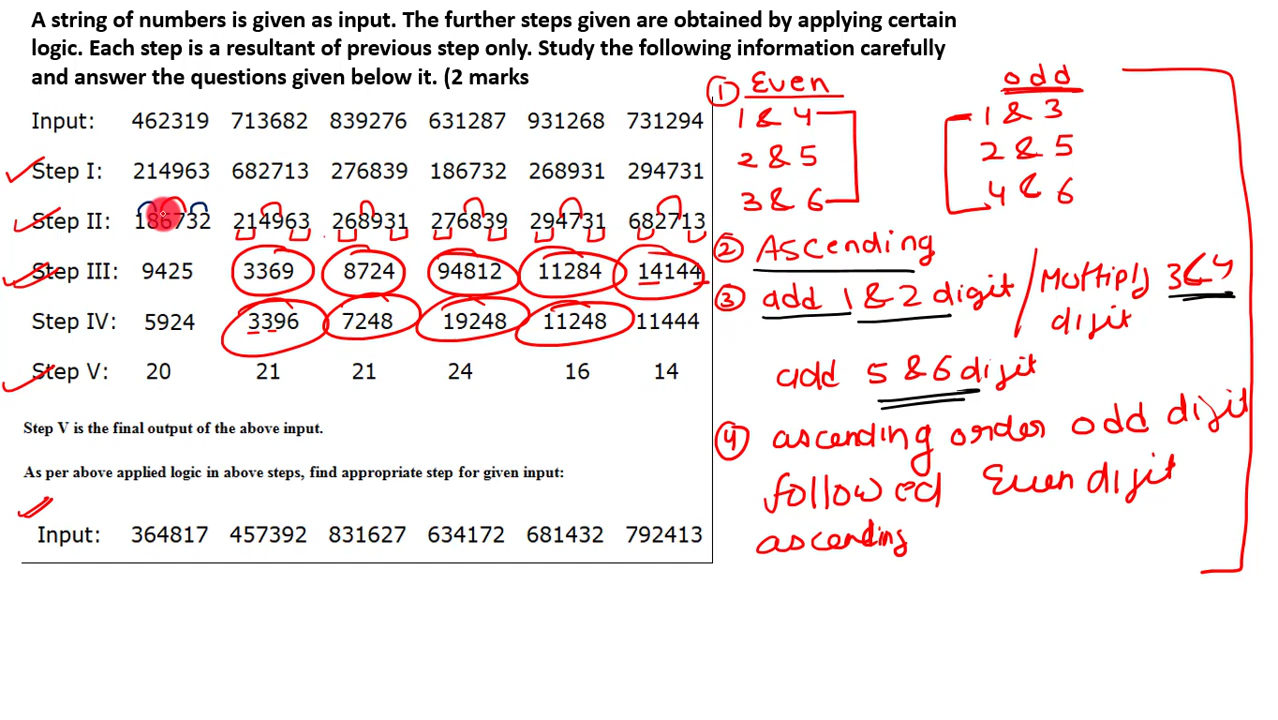 A string of numbers is given as input. The further steps given are obtained by applying certain
logic. Each step is a resultant of previous step only. Study the following information carefully
and answer the questions given below it. (2 marks
Input: 462319 713682 839276 631287 931268 731294
Step I: 214963 682713 276839 186732 268931 294731
Step II: 186732 214963 268931 276839 294731 682713
Step III: 9425 3369 8724 94812 11284 14144
Step IV: 5924 3396 7248 19248 11248 11444
Step V: 20 21 21 24 16 14
Step V is the final output of the above input.
As per above applied logic in above steps, find appropriate step for given input:
Input: 364817 457392 831627 634172 681432 792413
① Even
1 & 4
2 & 5
3 & 6
odd
1 & 3
2 & 5
4 & 6
② Ascending
③ add 1 & 2 digit / Multiply 3 & 4
digit
add 5 & 6 digit
④ ascending order odd digit
followed Even digit
ascending